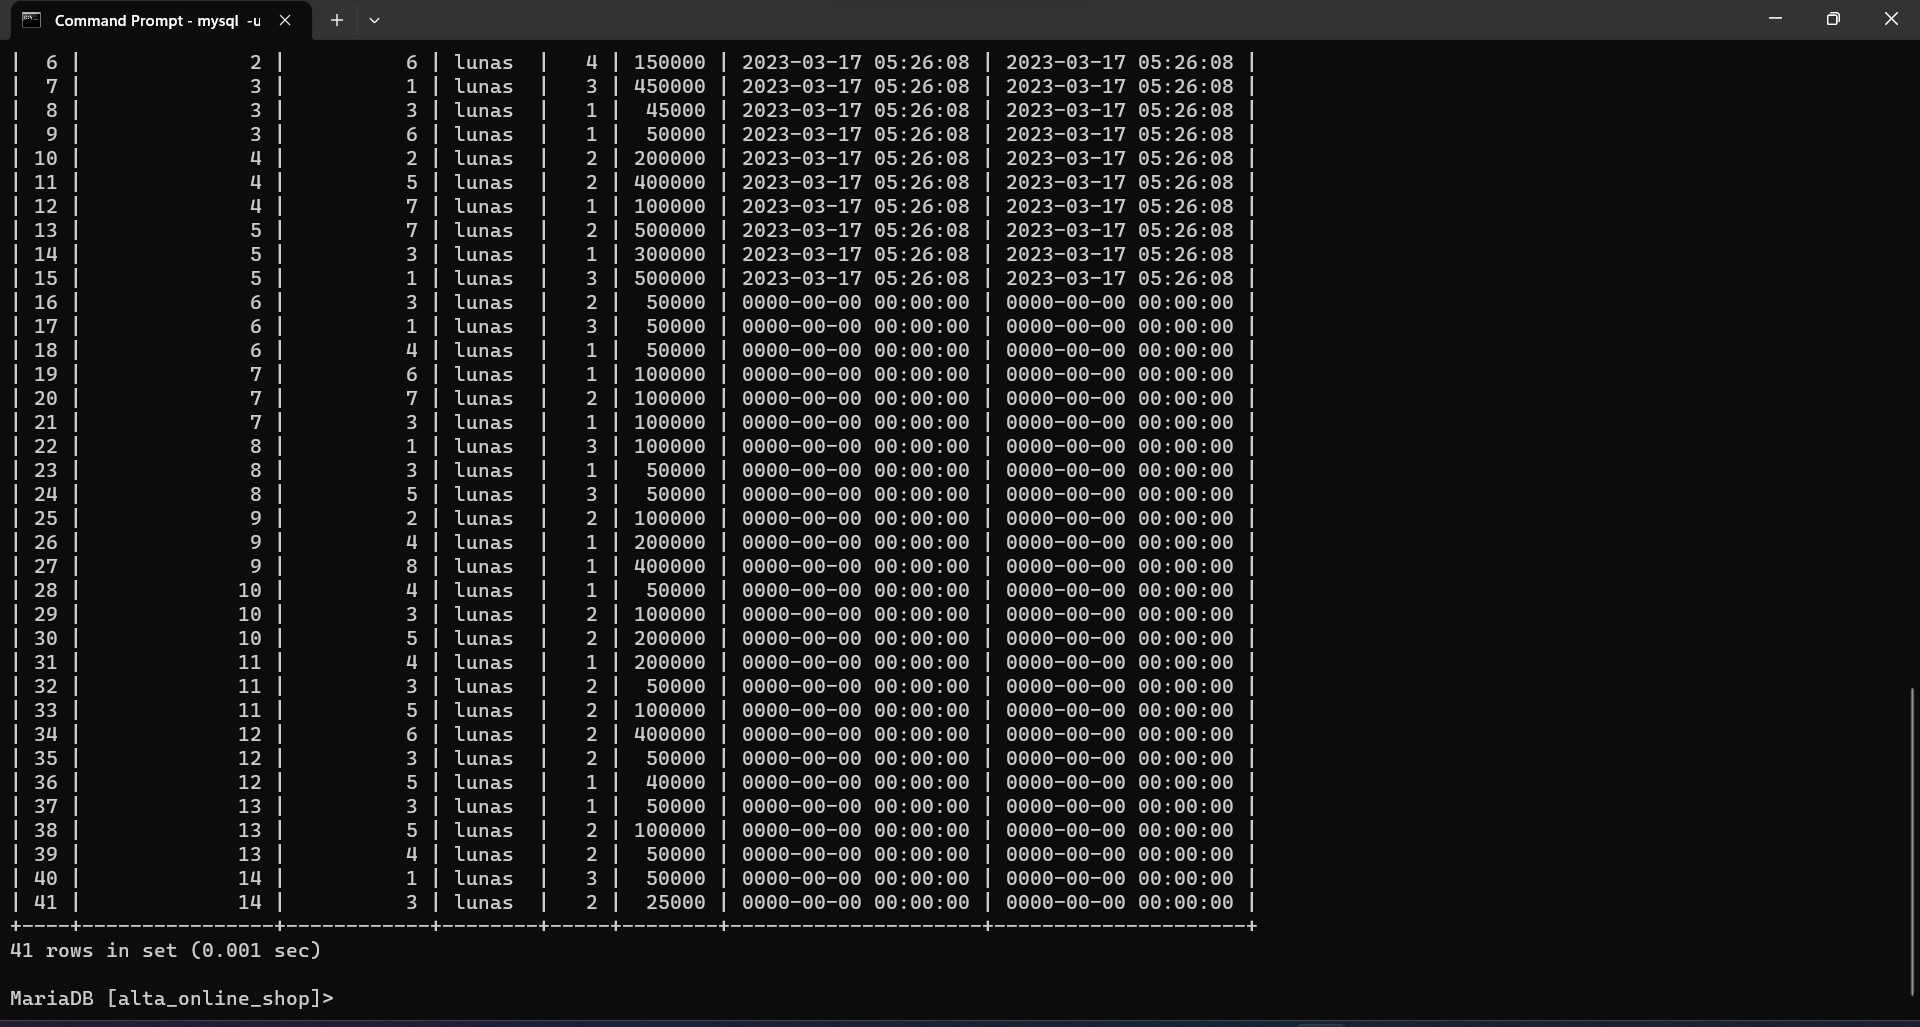 Command Prompt - mysql -u
|  6 |              2 |          6 | lunas  |   4 | 150000 | 2023-03-17 05:26:08 | 2023-03-17 05:26:08 |
|  7 |              3 |          1 | lunas  |   3 | 450000 | 2023-03-17 05:26:08 | 2023-03-17 05:26:08 |
|  8 |              3 |          3 | lunas  |   1 |  45000 | 2023-03-17 05:26:08 | 2023-03-17 05:26:08 |
|  9 |              3 |          6 | lunas  |   1 |  50000 | 2023-03-17 05:26:08 | 2023-03-17 05:26:08 |
| 10 |              4 |          2 | lunas  |   2 | 200000 | 2023-03-17 05:26:08 | 2023-03-17 05:26:08 |
| 11 |              4 |          5 | lunas  |   2 | 400000 | 2023-03-17 05:26:08 | 2023-03-17 05:26:08 |
| 12 |              4 |          7 | lunas  |   1 | 100000 | 2023-03-17 05:26:08 | 2023-03-17 05:26:08 |
| 13 |              5 |          7 | lunas  |   2 | 500000 | 2023-03-17 05:26:08 | 2023-03-17 05:26:08 |
| 14 |              5 |          3 | lunas  |   1 | 300000 | 2023-03-17 05:26:08 | 2023-03-17 05:26:08 |
| 15 |              5 |          1 | lunas  |   3 | 500000 | 2023-03-17 05:26:08 | 2023-03-17 05:26:08 |
| 16 |              6 |          3 | lunas  |   2 |  50000 | 0000-00-00 00:00:00 | 0000-00-00 00:00:00 |
| 17 |              6 |          1 | lunas  |   3 |  50000 | 0000-00-00 00:00:00 | 0000-00-00 00:00:00 |
| 18 |              6 |          4 | lunas  |   1 |  50000 | 0000-00-00 00:00:00 | 0000-00-00 00:00:00 |
| 19 |              7 |          6 | lunas  |   1 | 100000 | 0000-00-00 00:00:00 | 0000-00-00 00:00:00 |
| 20 |              7 |          7 | lunas  |   2 | 100000 | 0000-00-00 00:00:00 | 0000-00-00 00:00:00 |
| 21 |              7 |          3 | lunas  |   1 | 100000 | 0000-00-00 00:00:00 | 0000-00-00 00:00:00 |
| 22 |              8 |          1 | lunas  |   3 | 100000 | 0000-00-00 00:00:00 | 0000-00-00 00:00:00 |
| 23 |              8 |          3 | lunas  |   1 |  50000 | 0000-00-00 00:00:00 | 0000-00-00 00:00:00 |
| 24 |              8 |          5 | lunas  |   3 |  50000 | 0000-00-00 00:00:00 | 0000-00-00 00:00:00 |
| 25 |              9 |          2 | lunas  |   2 | 100000 | 0000-00-00 00:00:00 | 0000-00-00 00:00:00 |
| 26 |              9 |          4 | lunas  |   1 | 200000 | 0000-00-00 00:00:00 | 0000-00-00 00:00:00 |
| 27 |              9 |          8 | lunas  |   1 | 400000 | 0000-00-00 00:00:00 | 0000-00-00 00:00:00 |
| 28 |             10 |          4 | lunas  |   1 |  50000 | 0000-00-00 00:00:00 | 0000-00-00 00:00:00 |
| 29 |             10 |          3 | lunas  |   2 | 100000 | 0000-00-00 00:00:00 | 0000-00-00 00:00:00 |
| 30 |             10 |          5 | lunas  |   2 | 200000 | 0000-00-00 00:00:00 | 0000-00-00 00:00:00 |
| 31 |             11 |          4 | lunas  |   1 | 200000 | 0000-00-00 00:00:00 | 0000-00-00 00:00:00 |
| 32 |             11 |          3 | lunas  |   2 |  50000 | 0000-00-00 00:00:00 | 0000-00-00 00:00:00 |
| 33 |             11 |          5 | lunas  |   2 | 100000 | 0000-00-00 00:00:00 | 0000-00-00 00:00:00 |
| 34 |             12 |          6 | lunas  |   2 | 400000 | 0000-00-00 00:00:00 | 0000-00-00 00:00:00 |
| 35 |             12 |          3 | lunas  |   2 |  50000 | 0000-00-00 00:00:00 | 0000-00-00 00:00:00 |
| 36 |             12 |          5 | lunas  |   1 |  40000 | 0000-00-00 00:00:00 | 0000-00-00 00:00:00 |
| 37 |             13 |          3 | lunas  |   1 |  50000 | 0000-00-00 00:00:00 | 0000-00-00 00:00:00 |
| 38 |             13 |          5 | lunas  |   2 | 100000 | 0000-00-00 00:00:00 | 0000-00-00 00:00:00 |
| 39 |             13 |          4 | lunas  |   2 |  50000 | 0000-00-00 00:00:00 | 0000-00-00 00:00:00 |
| 40 |             14 |          1 | lunas  |   3 |  50000 | 0000-00-00 00:00:00 | 0000-00-00 00:00:00 |
| 41 |             14 |          3 | lunas  |   2 |  25000 | 0000-00-00 00:00:00 | 0000-00-00 00:00:00 |
+----+----------------+------------+--------+-----+--------+---------------------+---------------------+
41 rows in set (0.001 sec)
MariaDB [alta_online_shop]>